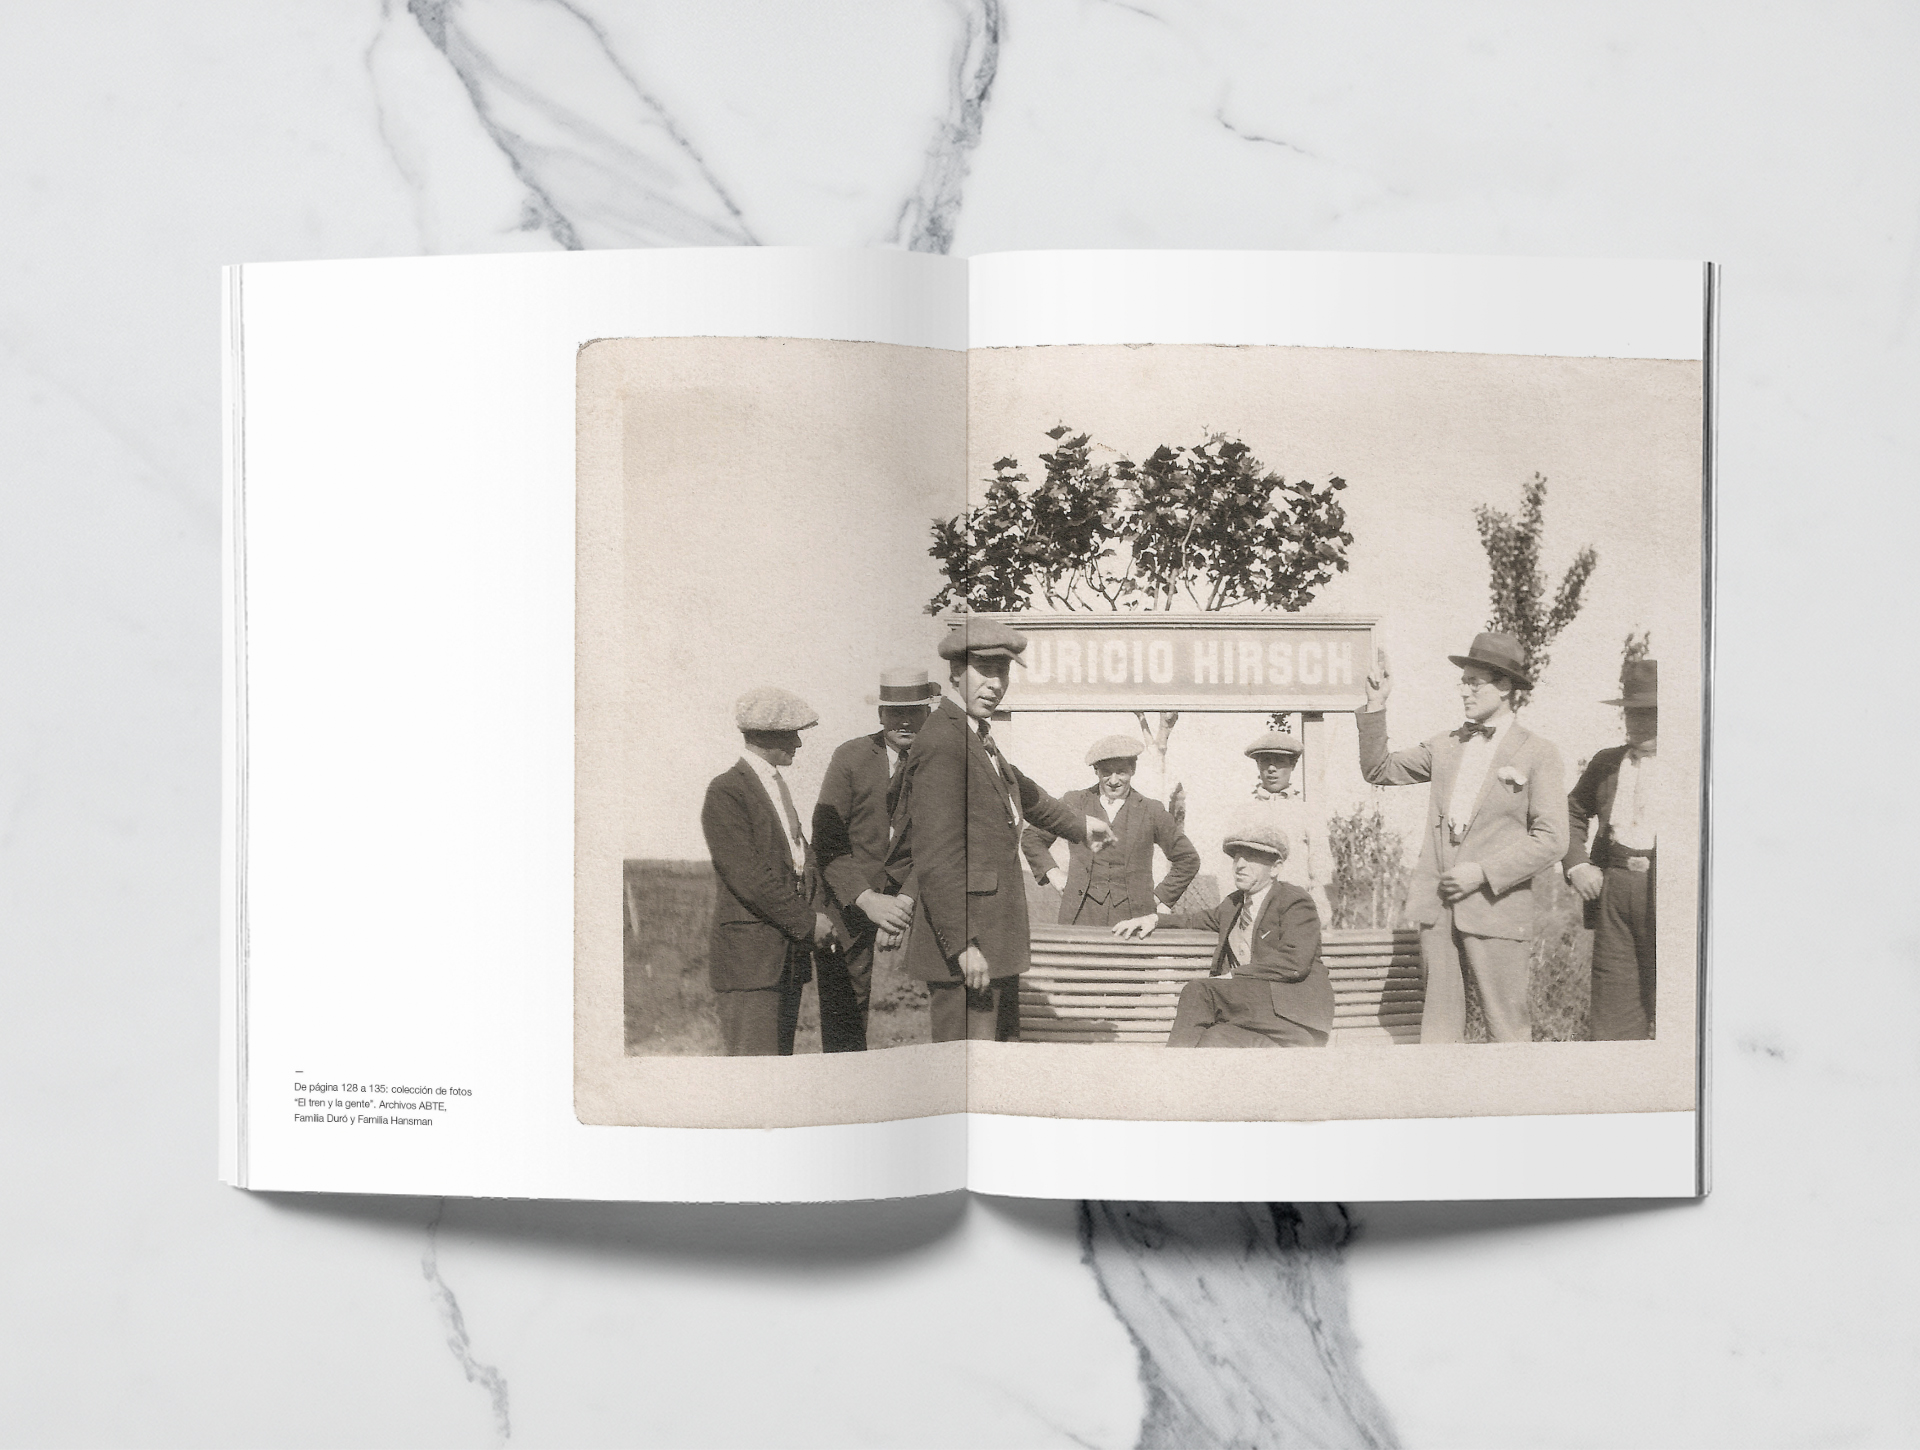 URICIO HIRSCH
—
De página 128 a 135: colección de fotos
"El tren y la gente". Archivos ABTE,
Familia Duró y Familia Hansman